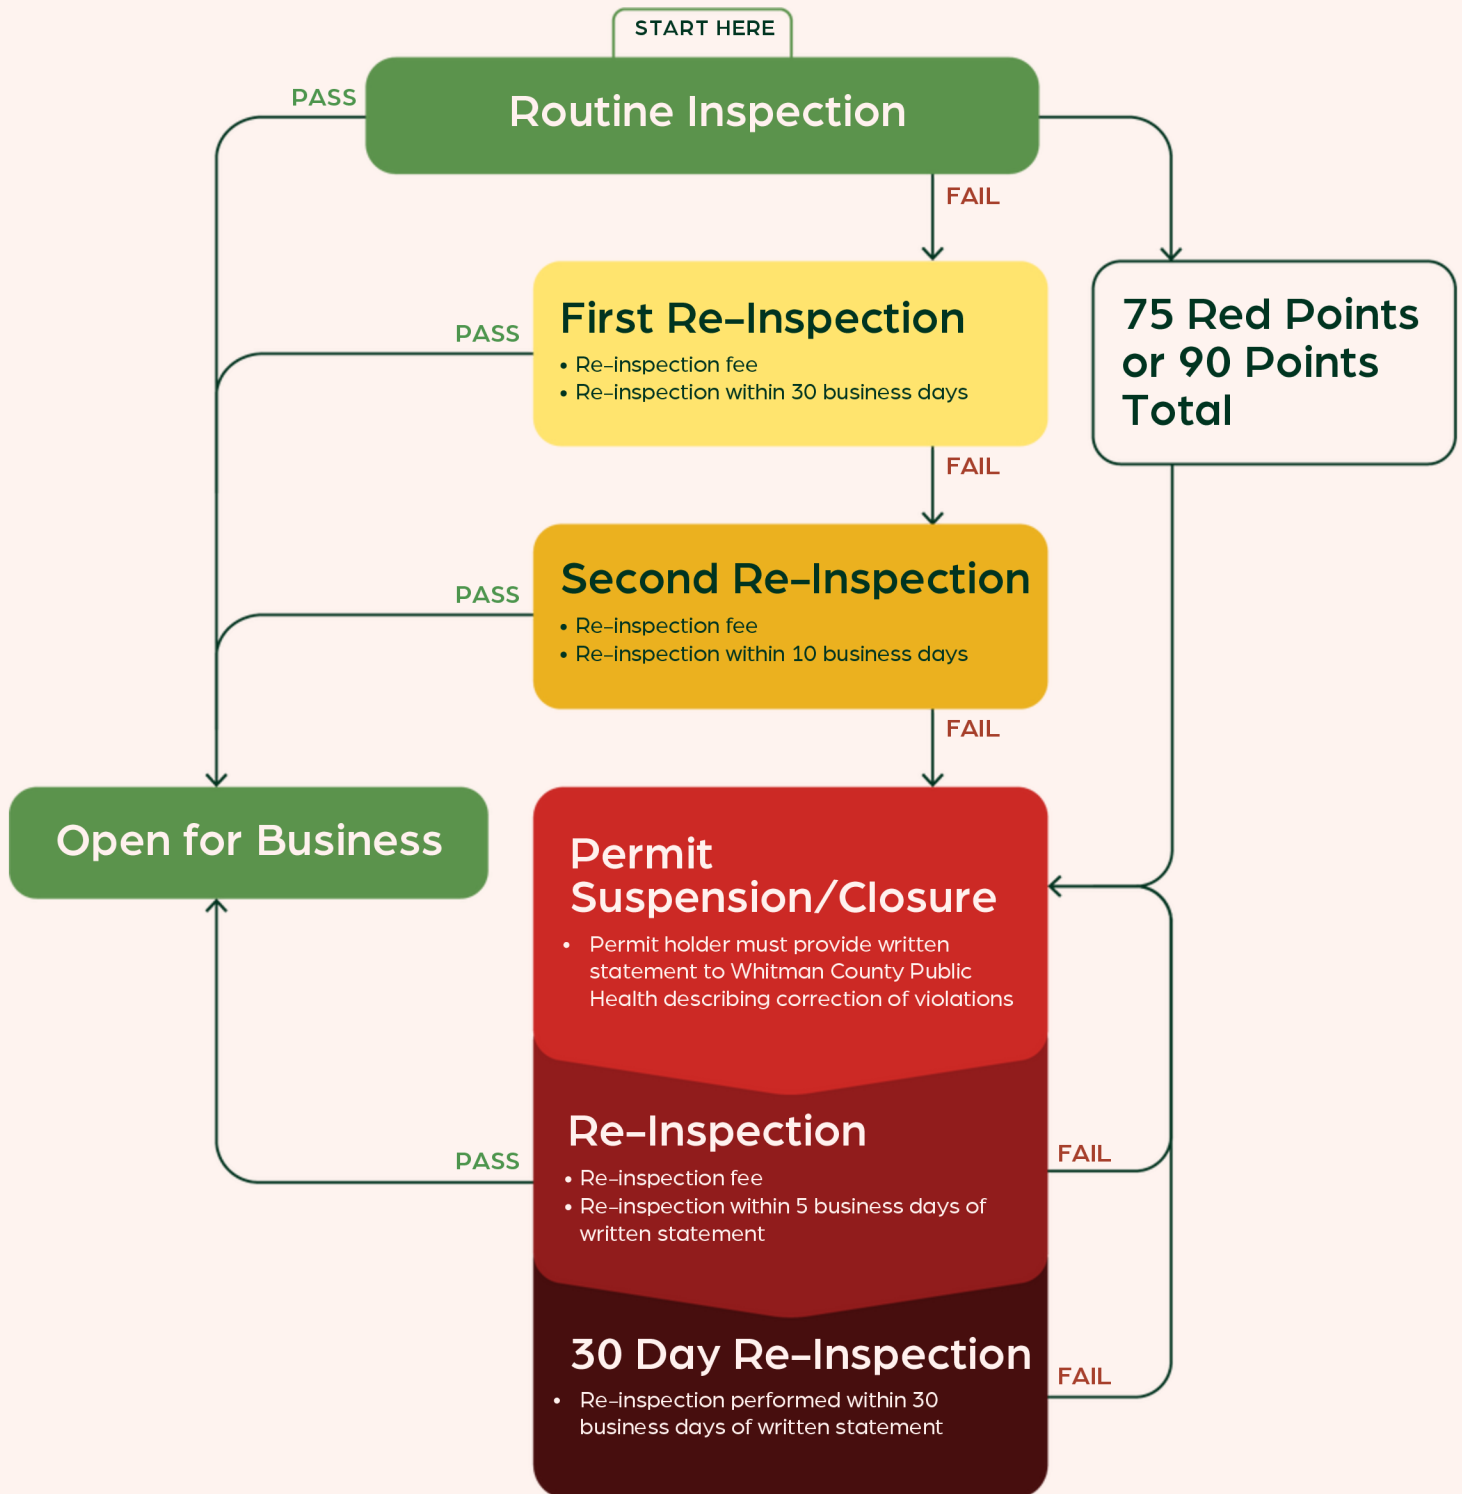 START HERE
PASS
Routine Inspection
FAIL
First Re-Inspection
• Re-inspection fee
• Re-inspection within 30 business days
PASS
75 Red Points
or 90 Points
Total
FAIL
Second Re-Inspection
• Re-inspection fee
• Re-inspection within 10 business days
PASS
FAIL
Open for Business
Permit
Suspension/Closure
• Permit holder must provide written
statement to Whitman County Public
Health describing correction of violations
Re-Inspection
• Re-inspection fee
• Re-inspection within 5 business days of
written statement
PASS
FAIL
30 Day Re-Inspection
• Re-inspection performed within 30
business days of written statement
FAIL